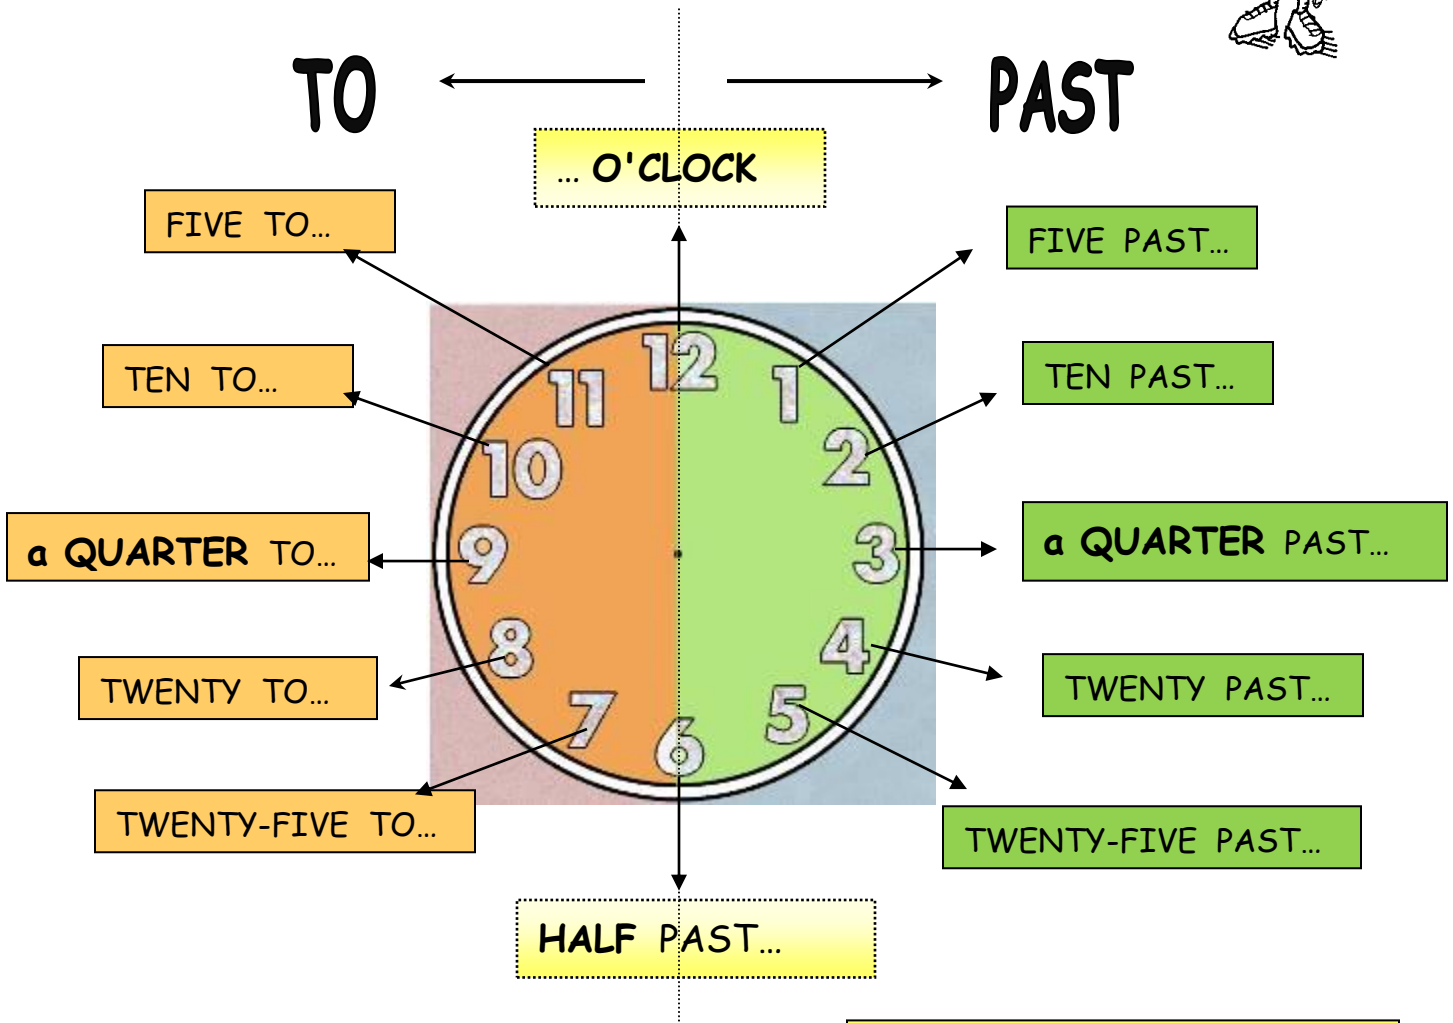 TO
PAST
... O'CLOCK
FIVE TO...
FIVE PAST...
TEN TO...
TEN PAST...
a QUARTER TO...
a QUARTER PAST...
TWENTY TO...
TWENTY PAST...
TWENTY-FIVE TO...
TWENTY-FIVE PAST...
HALF PAST...
12
1
2
3
4
5
6
7
8
9
10
11